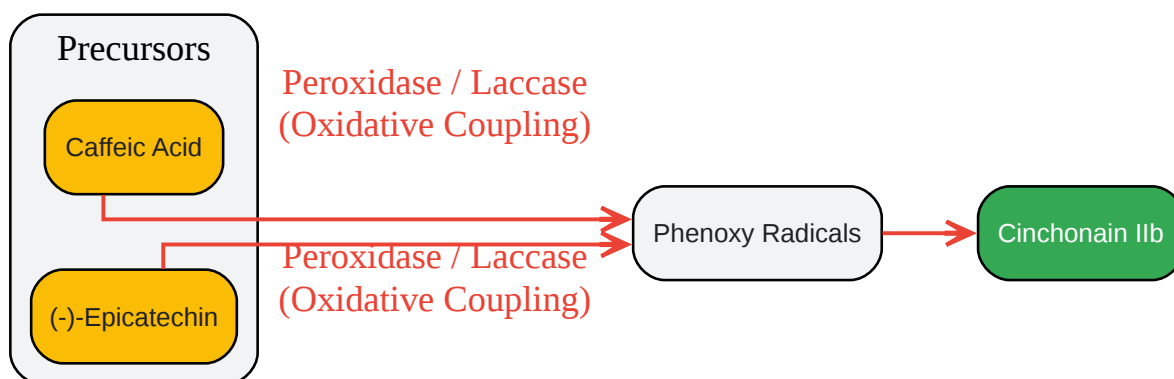 Precursors
Peroxidase / Laccase
(Oxidative Coupling)
Caffeic Acid
Phenoxy Radicals
Cinchonain IIb
Peroxidase / Laccase
(Oxidative Coupling)
(-)-Epicatechin